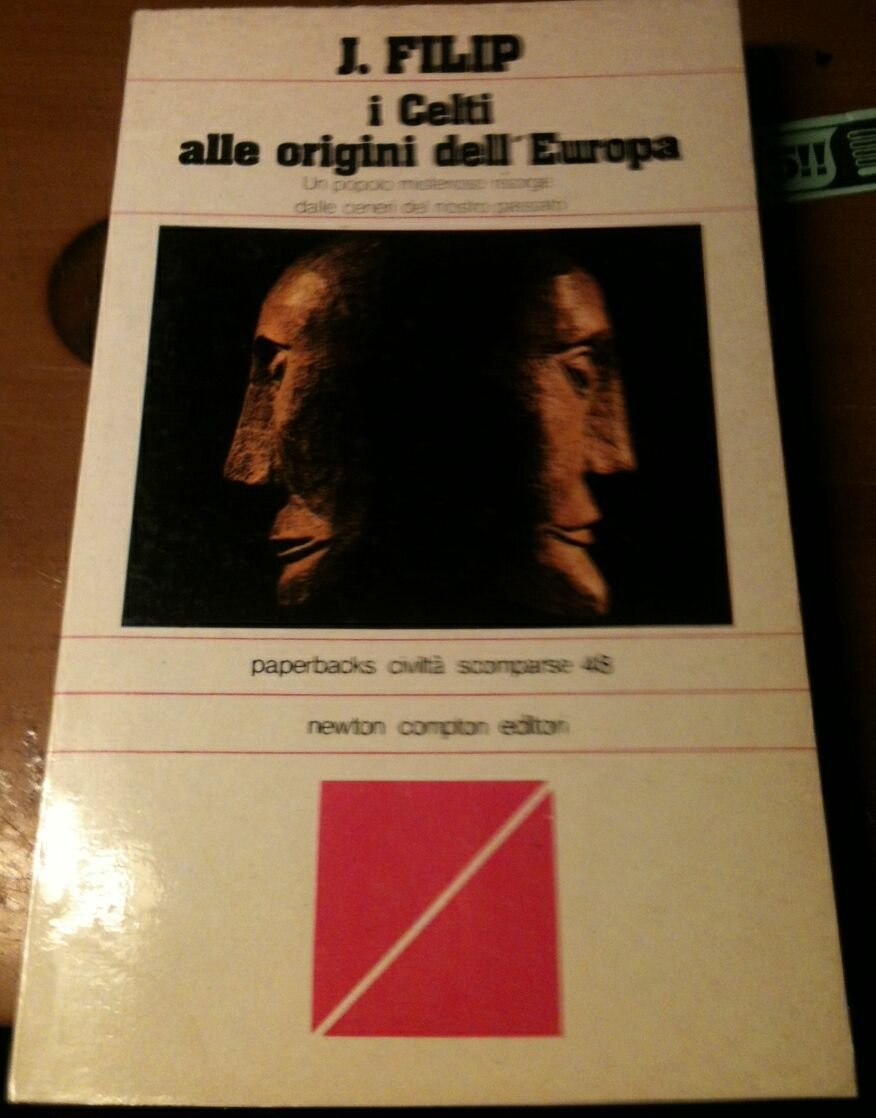 J. FILIP
i Celti
alle origini dell'Europa
Un popolo misterioso risorge
dalle ceneri del nostro passato
paperbacks civiltà scomparse 48
newton compton editori
!!